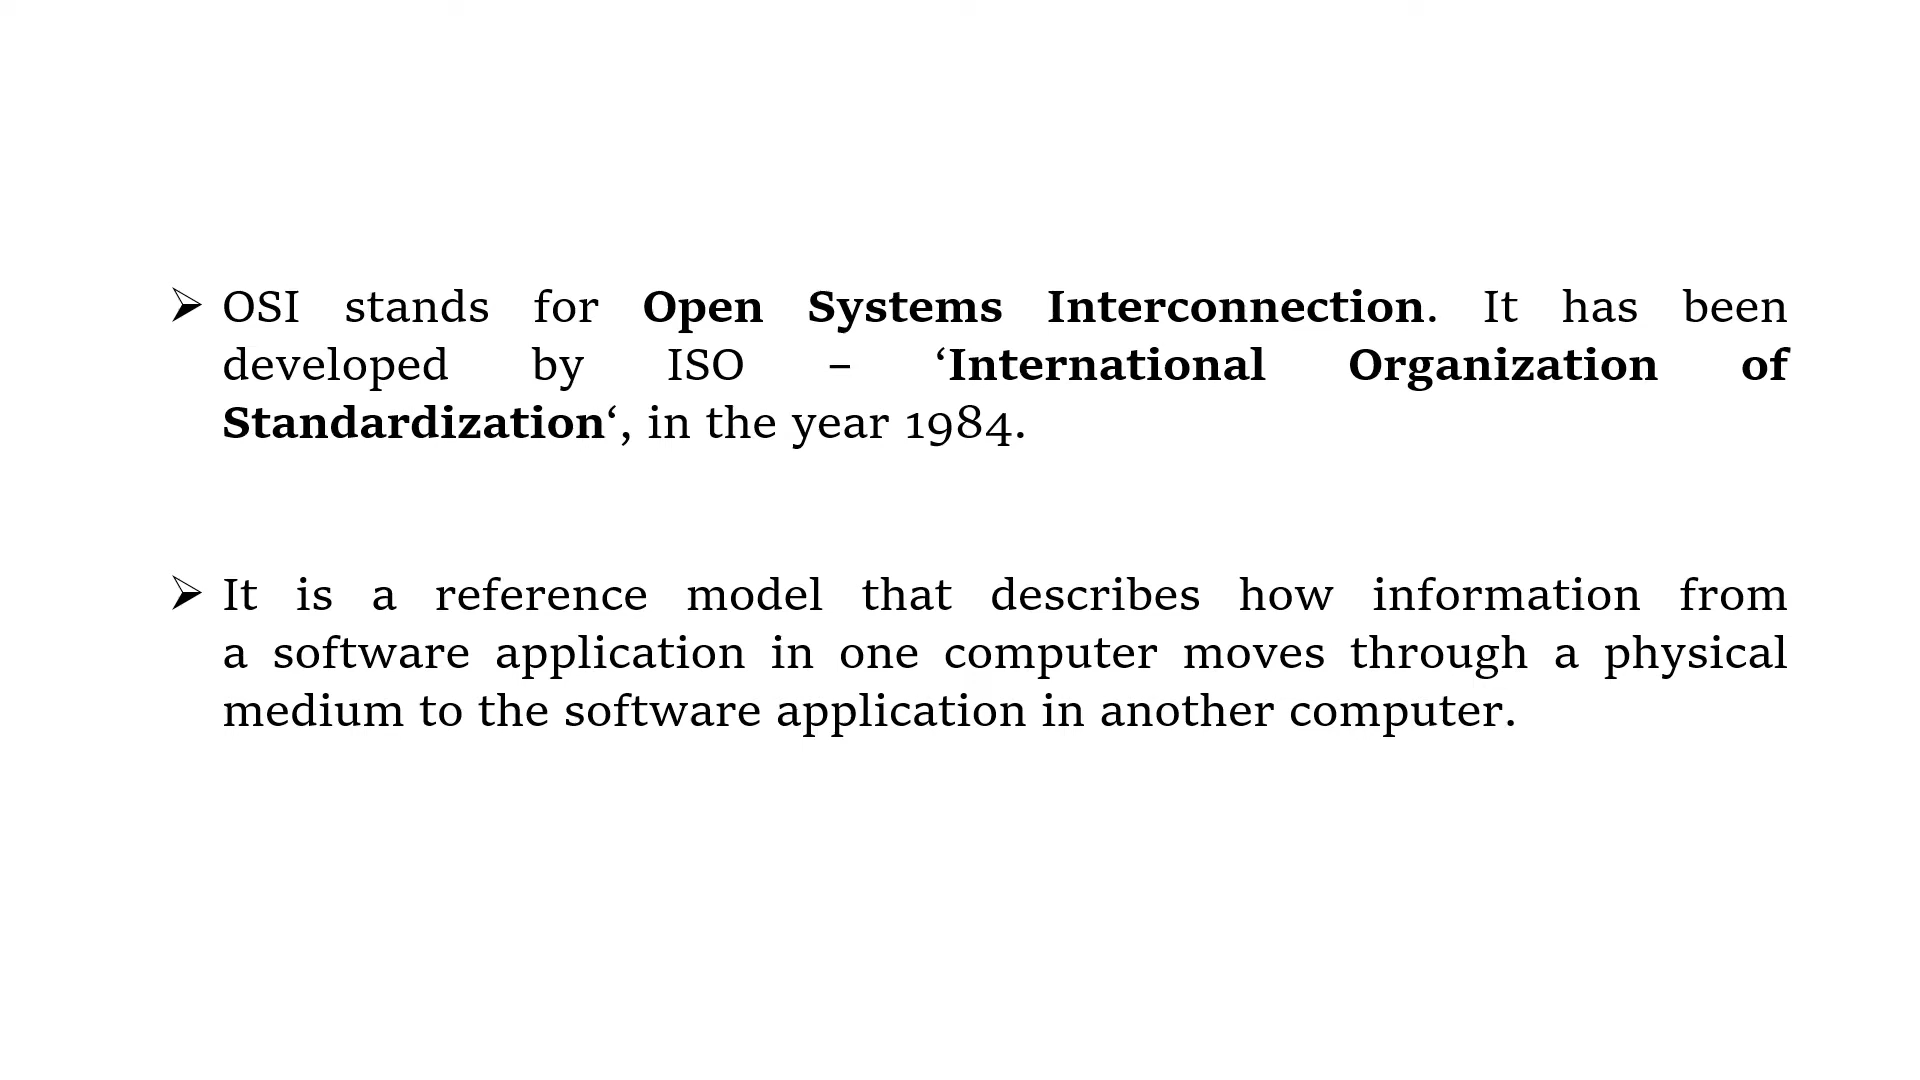 ➢ OSI stands for Open Systems Interconnection. It has been
developed by ISO – ‘International Organization of
Standardization‘, in the year 1984.
➢ It is a reference model that describes how information from
a software application in one computer moves through a physical
medium to the software application in another computer.